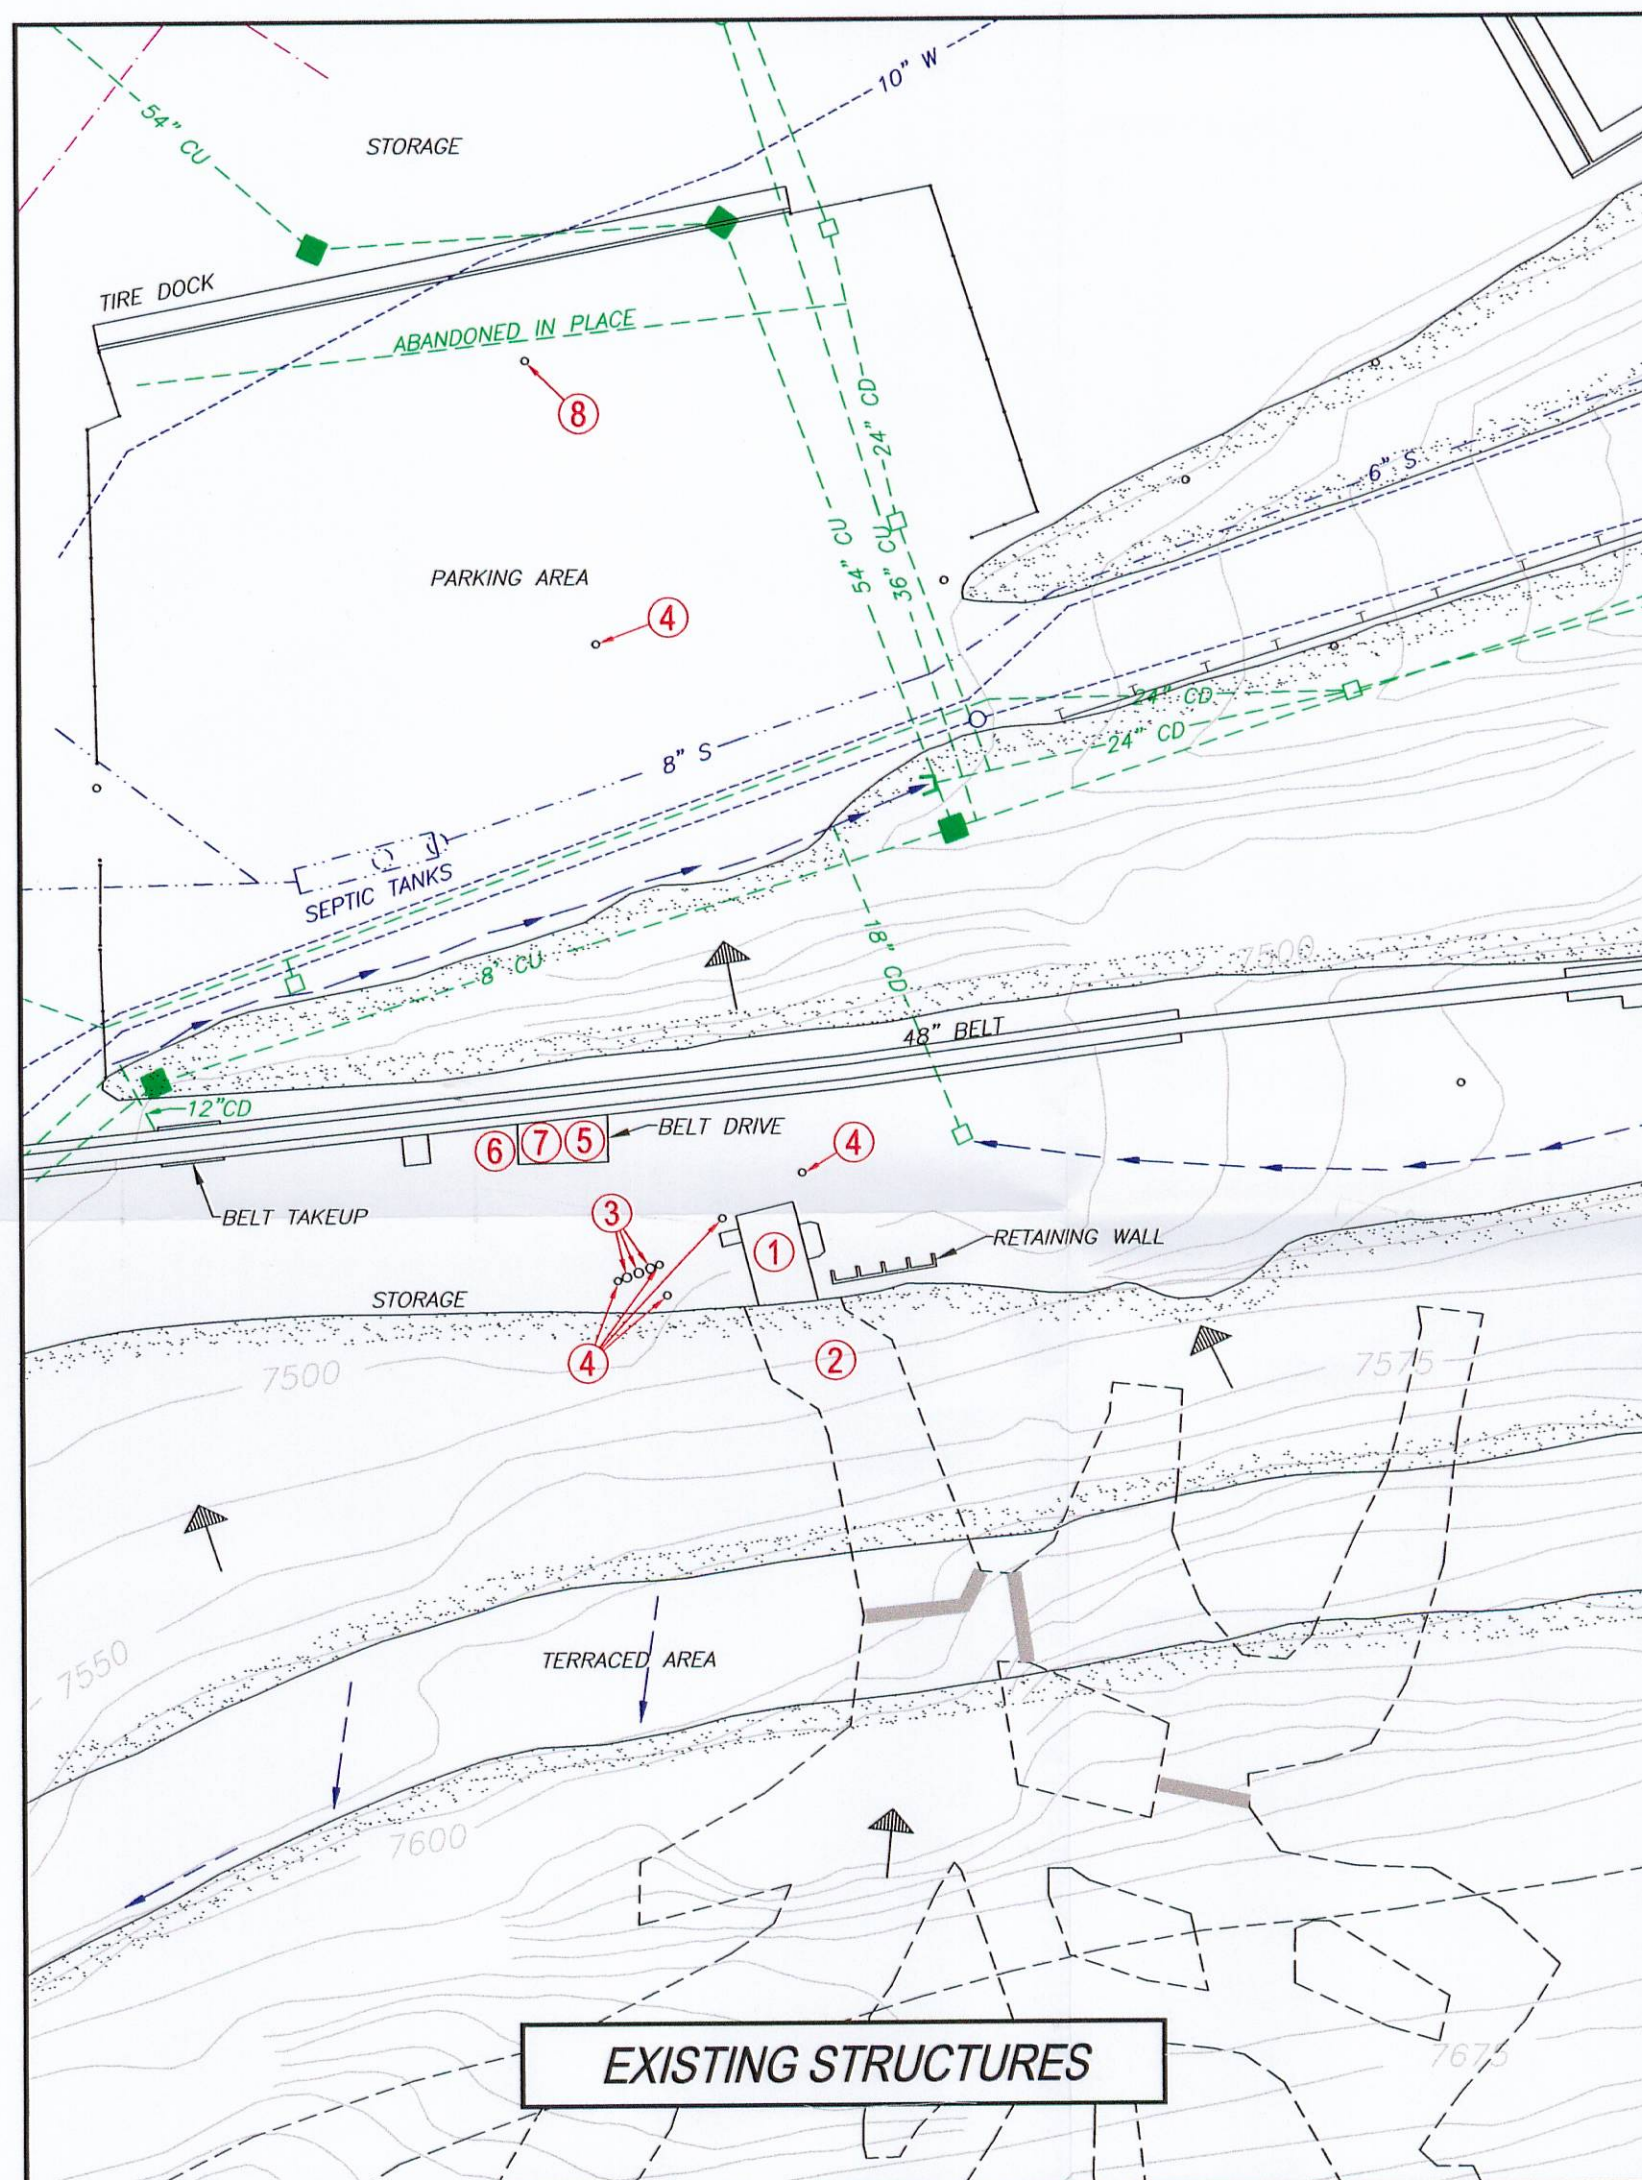 10" W
54" CU
STORAGE
TIRE DOCK
ABANDONED IN PLACE
8
24" CD
6" S
54" CU
36" CU
PARKING AREA
4
24" CD
24" CD
8" S
SEPTIC TANKS
8' CU
18" CD
7500
48" BELT
12"CD
6
7
5
BELT DRIVE
4
BELT TAKEUP
3
1
RETAINING WALL
STORAGE
4
2
7500
7575
7550
TERRACED AREA
7600
EXISTING STRUCTURES
7675